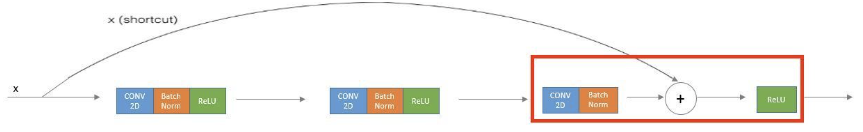 x (shortcut)
x
CONV
2D
Batch
Norm
ReLU
CONV
2D
Batch
Norm
ReLU
CONV
2D
Batch
Norm
+
ReLU